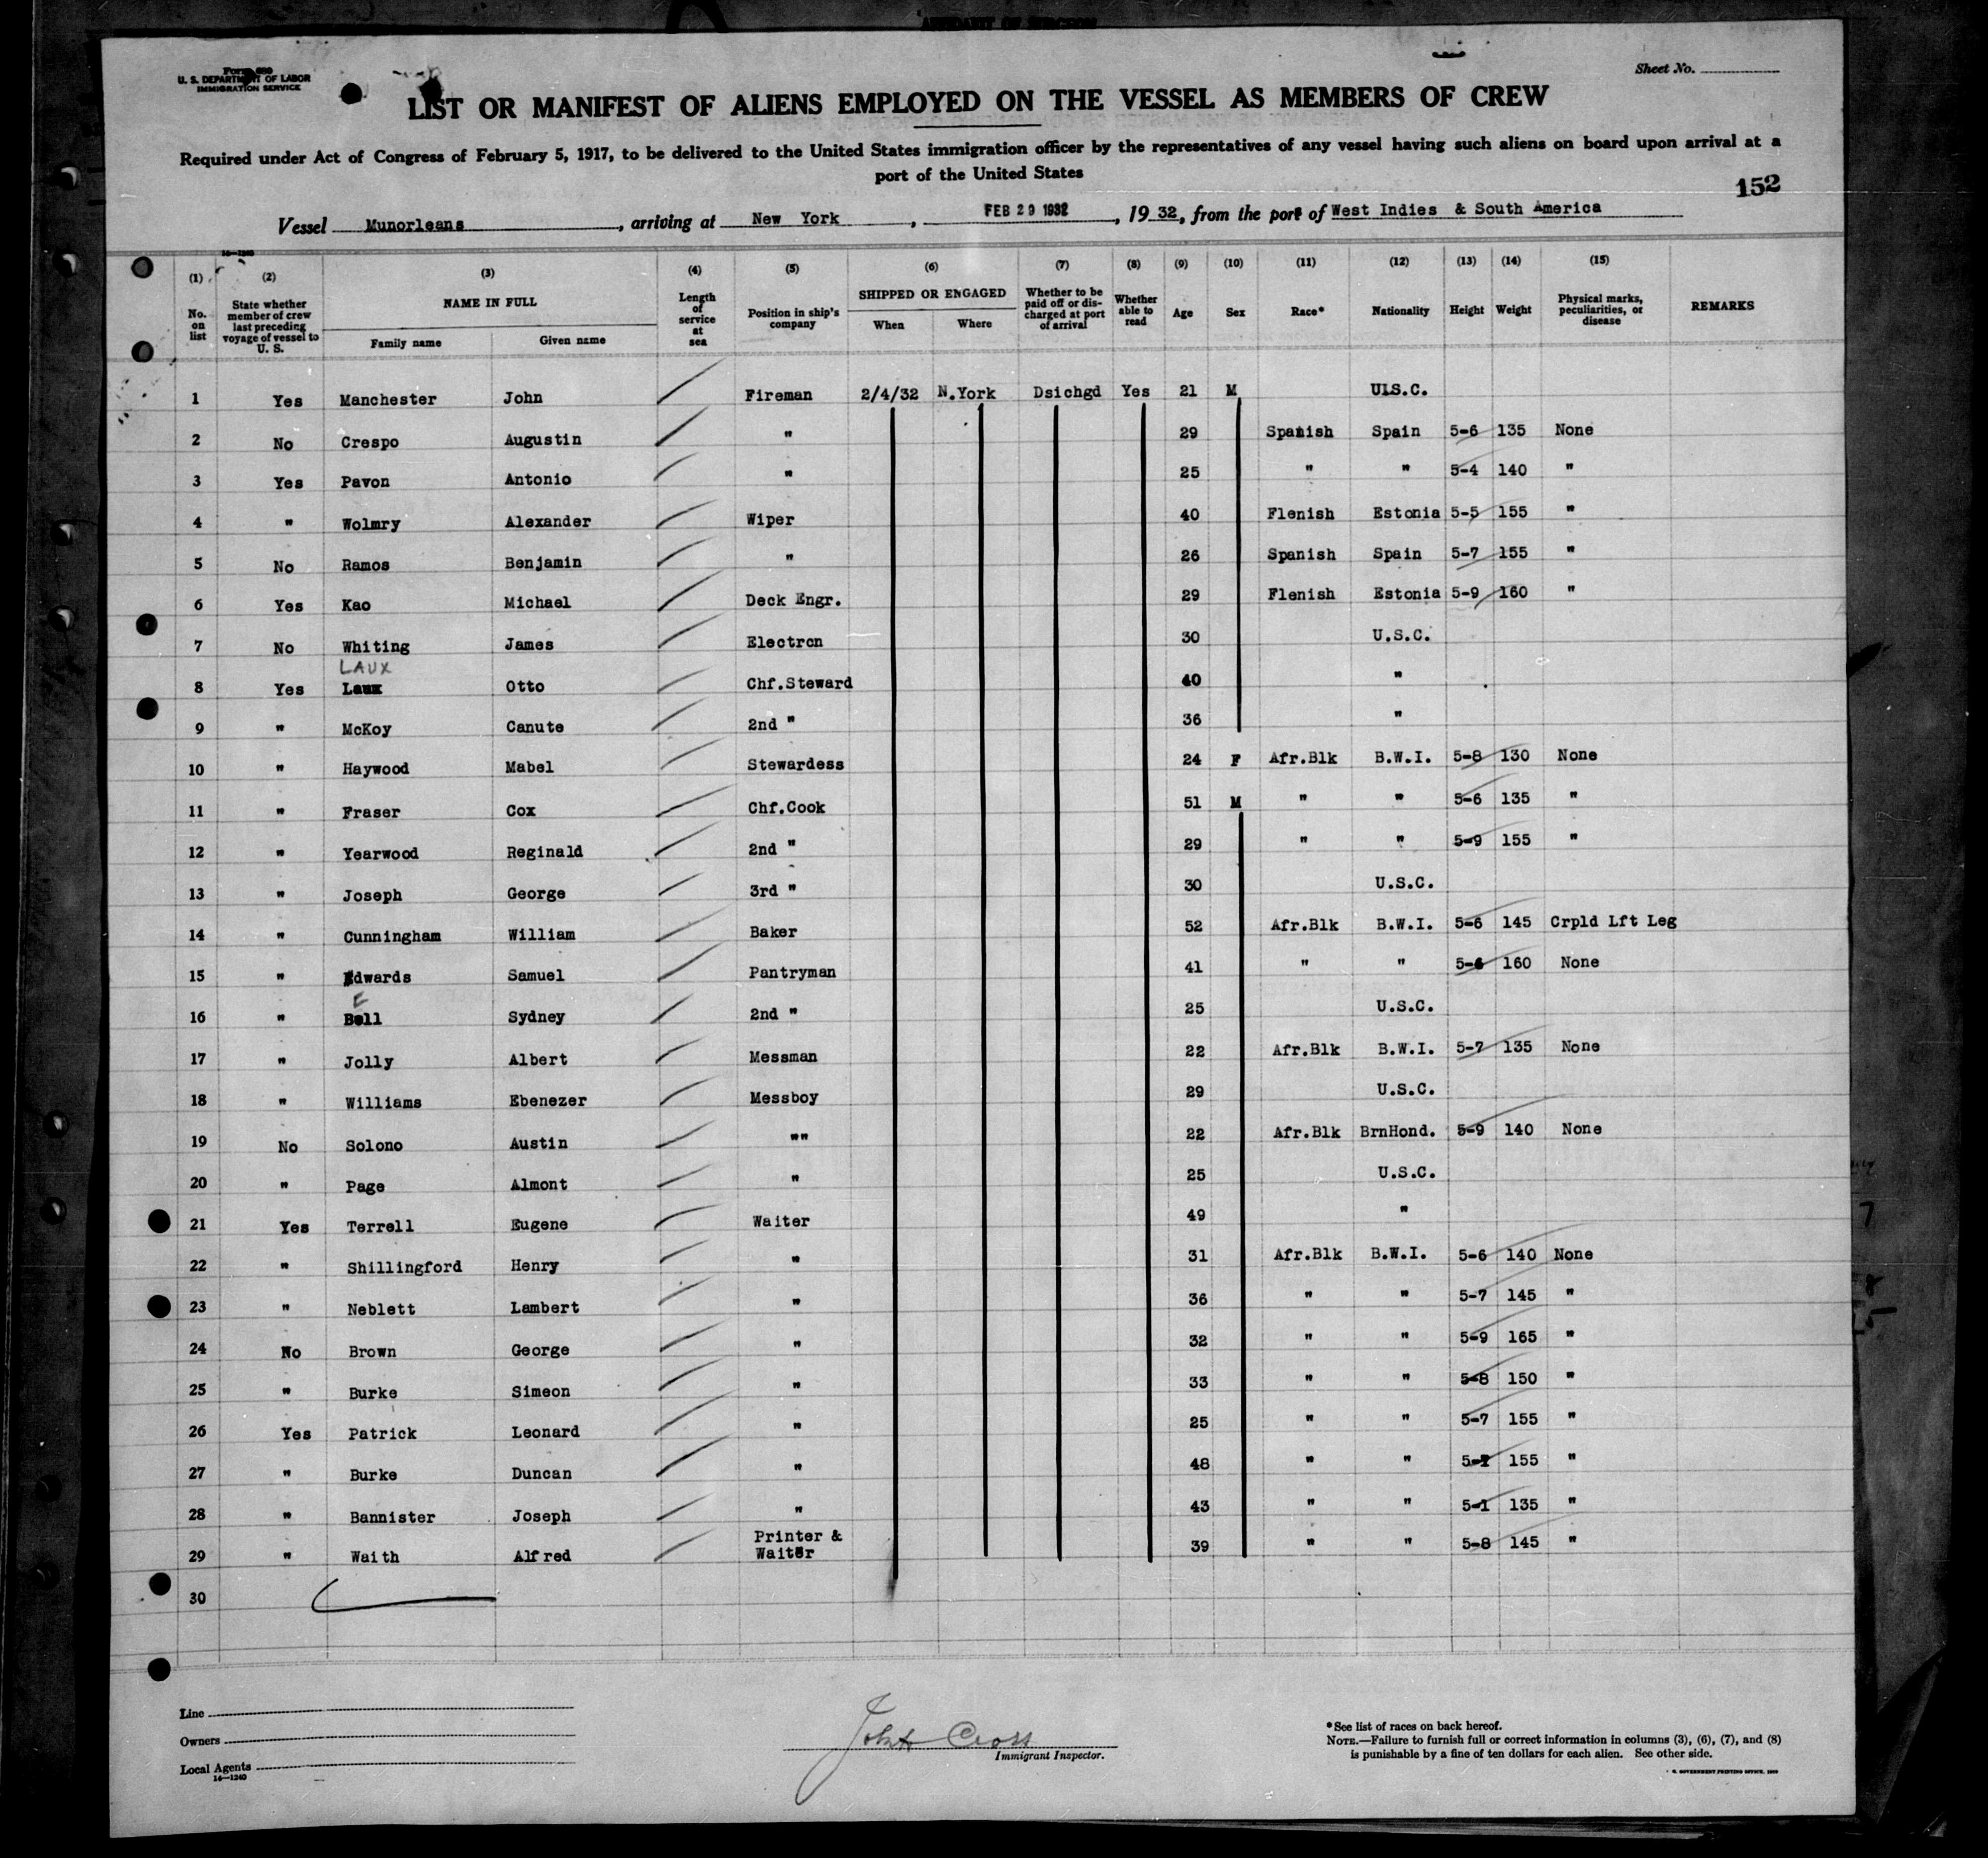 AFFIDAVIT OF SURGEON
Form 680
U. S. DEPARTMENT OF LABOR
IMMIGRATION SERVICE
Sheet No.
LIST OR MANIFEST OF ALIENS EMPLOYED ON THE VESSEL AS MEMBERS OF CREW
Required under Act of Congress of February 5, 1917, to be delivered to the United States immigration officer by the representatives of any vessel having such aliens on board upon arrival at a
port of the United States
152
Vessel Munorleans, arriving at New York, FEB 29 1932, 1932, from the port of West Indies & South America
(1) (2) (3) (4) (5) (6) (7) (8) (9) (10) (11) (12) (13) (14) (15)
No. on list State whether member of crew last preceding voyage of vessel to U. S. NAME IN FULL Family name Given name Length of service at sea Position in ship's company SHIPPED OR ENGAGED When Where Whether to be paid off or discharged at port of arrival Whether able to read Age Sex Race* Nationality Height Weight Physical marks, peculiarities, or disease REMARKS
1 Yes Manchester John Fireman 2/4/32 N.York Dsichgd Yes 21 M UIS.C.
2 No Crespo Augustin " 29 Spanish Spain 5-6 135 None
3 Yes Pavon Antonio " 25 " " 5-4 140 "
4 " Wolmry Alexander Wiper 40 Flenish Estonia 5-5 155 "
5 No Ramos Benjamin " 26 Spanish Spain 5-7 155 "
6 Yes Kao Michael Deck Engr. 29 Flenish Estonia 5-9 160 "
7 No Whiting James Electron 30 U.S.C.
LAUX
8 Yes Laux Otto Chf.Steward 40 "
9 " McKoy Canute 2nd " 36 "
10 " Haywood Mabel Stewardess 24 F Afr.Blk B.W.I. 5-8 130 None
11 " Fraser Cox Chf.Cook 51 M " " 5-6 135 "
12 " Yearwood Reginald 2nd " 29 " " 5-9 155 "
13 " Joseph George 3rd " 30 U.S.C.
14 " Cunningham William Baker 52 Afr.Blk B.W.I. 5-6 145 Crpld Lft Leg
15 " Edwards Samuel Pantryman 41 " " 5-6 160 None
E
16 " Bell Sydney 2nd " 25 U.S.C.
17 " Jolly Albert Messman 22 Afr.Blk B.W.I. 5-7 135 None
18 " Williams Ebenezer Messboy 29 U.S.C.
19 No Solono Austin "" 22 Afr.Blk BrnHond. 5-9 140 None
20 " Page Almont " 25 U.S.C.
21 Yes Terrell Eugene Waiter 49 "
22 " Shillingford Henry " 31 Afr.Blk B.W.I. 5-6 140 None
23 " Neblett Lambert " 36 " " 5-7 145 "
24 No Brown George " 32 " " 5-9 165 "
25 " Burke Simeon " 33 " " 5-8 150 "
26 Yes Patrick Leonard " 25 " " 5-7 155 "
27 " Burke Duncan " 48 " " 155 "
28 " Bannister Joseph " 43 " " 5-1 135 "
29 " Waith Alfred Printer & Waiter 39 " " 5-8 145 "
30
Line
Owners
Local Agents
14—1240
John Cross
Immigrant Inspector.
*See list of races on back hereof.
NOTE.—Failure to furnish full or correct information in columns (3), (6), (7), and (8)
is punishable by a fine of ten dollars for each alien. See other side.
GOVERNMENT PRINTING OFFICE